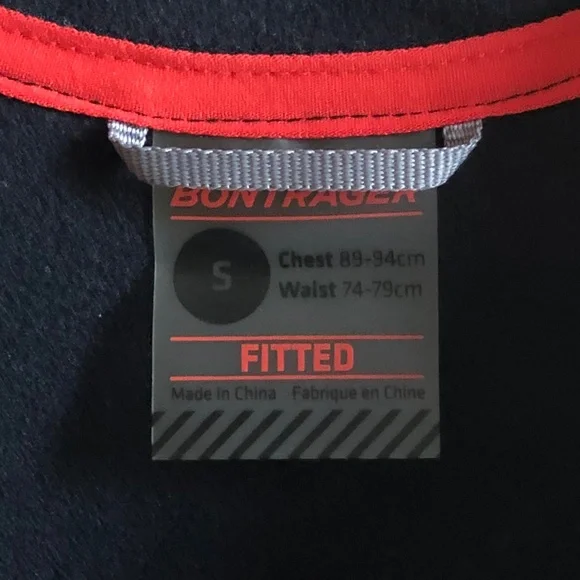 BONTRAGER
S
Chest 89-94cm
Waist 74-79cm
FITTED
Made in China Fabrique en Chine